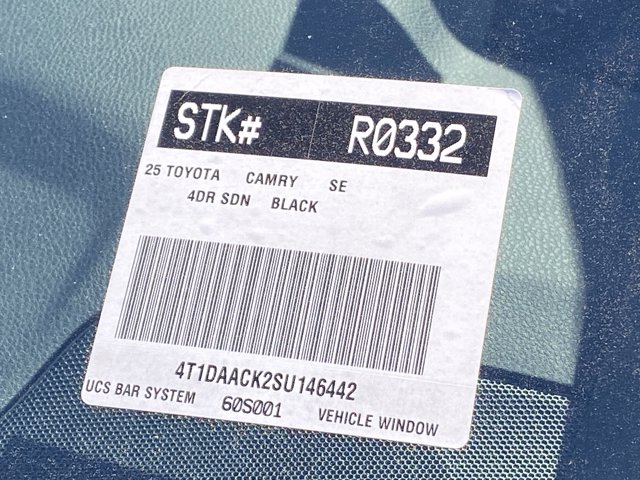 STK# R0332
25 TOYOTA CAMRY SE
4DR SDN BLACK
4T1DAACK2SU146442
UCS BAR SYSTEM 60S001 VEHICLE WINDOW